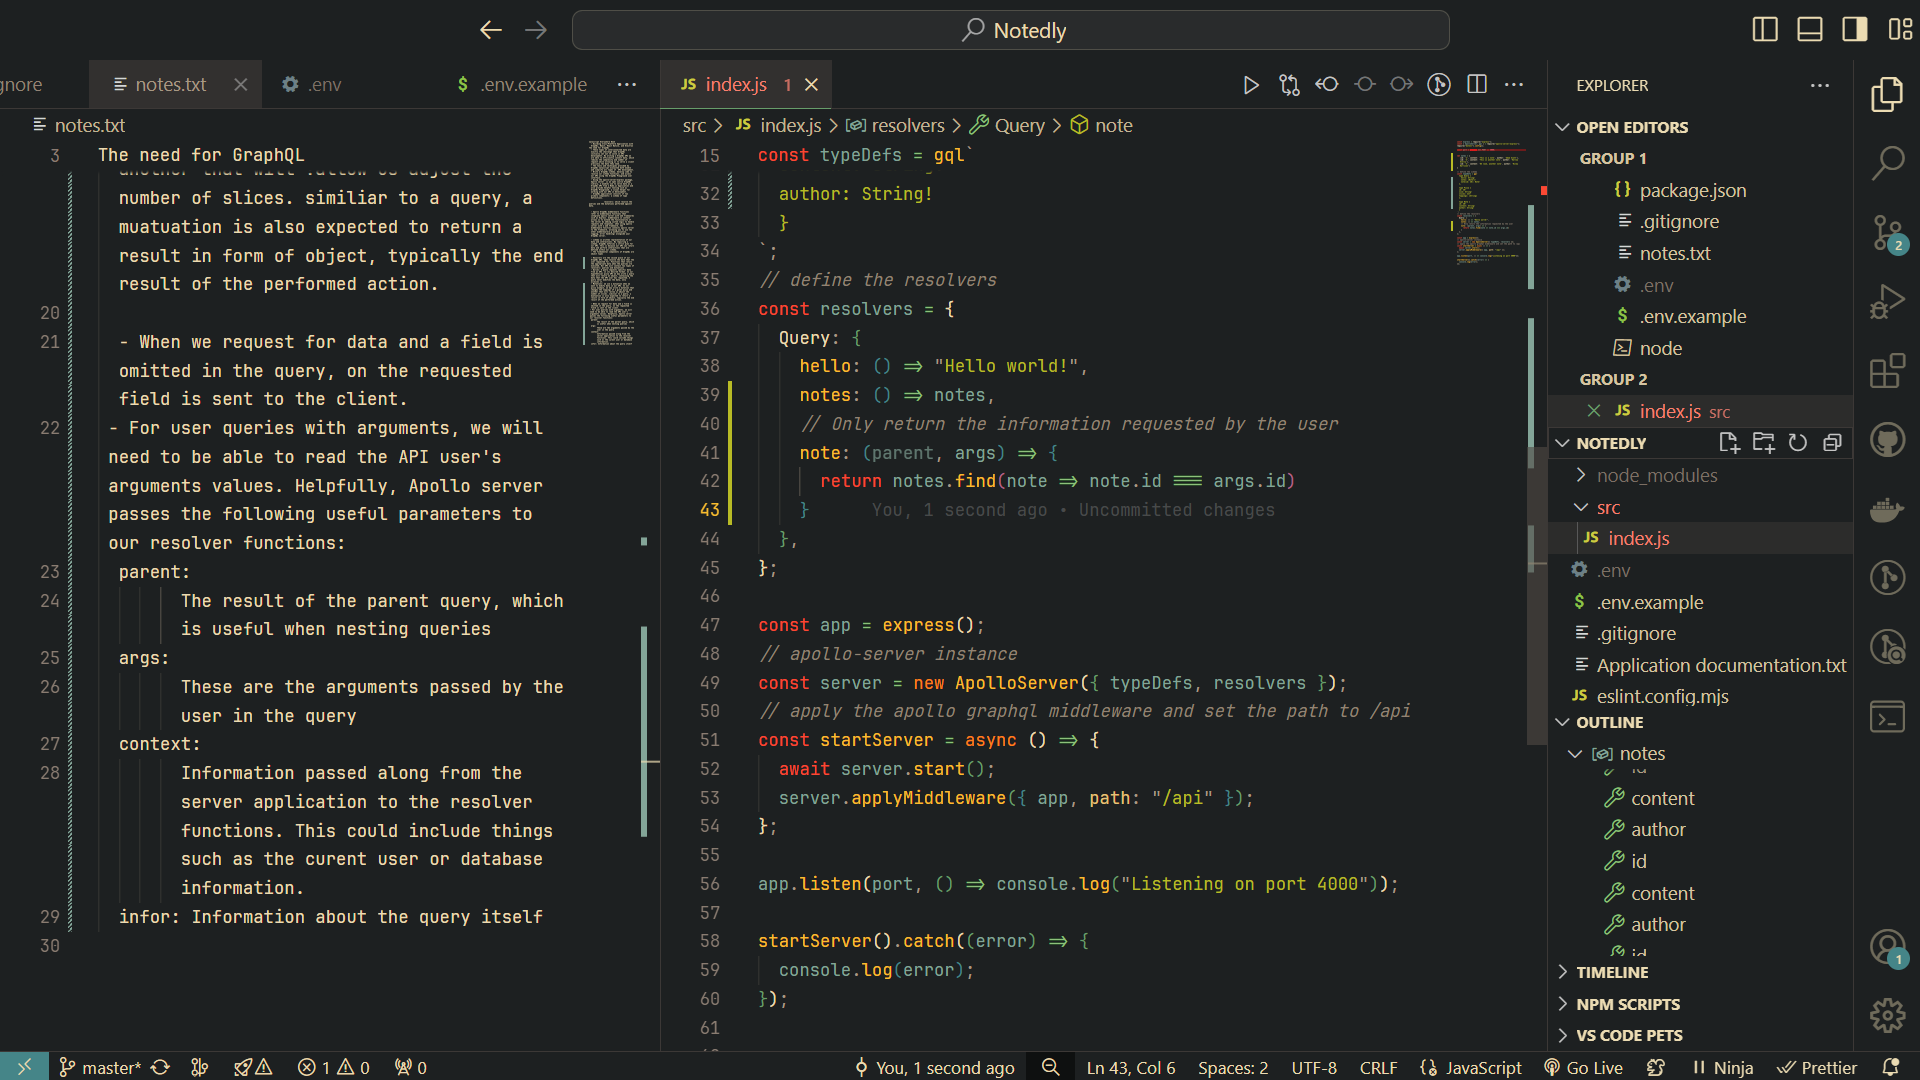 Notedly
gnore
notes.txt
.env
.env.example
index.js 1
EXPLORER
notes.txt
3 The need for GraphQL
another that will .allow us adjust the
number of slices. similiar to a query, a
muatuation is also expected to return a
result in form of object, typically the end
result of the performed action.
20
21 - When we request for data and a field is
omitted in the query, on the requested
field is sent to the client.
22 - For user queries with arguments, we will
need to be able to read the API user's
arguments values. Helpfully, Apollo server
passes the following useful parameters to
our resolver functions:
23 parent:
24 The result of the parent query, which
is useful when nesting queries
25 args:
26 These are the arguments passed by the
user in the query
27 context:
28 Information passed along from the
server application to the resolver
functions. This could include things
such as the curent user or database
information.
29 infor: Information about the query itself
30
src > JS index.js > resolvers > Query > note
15 const typeDefs = gql`
32 author: String!
33 }
34 `;
35 // define the resolvers
36 const resolvers = {
37 Query: {
38 hello: () => "Hello world!",
39 notes: () => notes,
40 // Only return the information requested by the user
41 note: (parent, args) => {
42 return notes.find(note => note.id === args.id)
43 } You, 1 second ago • Uncommitted changes
44 },
45 };
46
47 const app = express();
48 // apollo-server instance
49 const server = new ApolloServer({ typeDefs, resolvers });
50 // apply the apollo graphql middleware and set the path to /api
51 const startServer = async () => {
52 await server.start();
53 server.applyMiddleware({ app, path: "/api" });
54 };
55
56 app.listen(port, () => console.log("Listening on port 4000"));
57
58 startServer().catch((error) => {
59 console.log(error);
60 });
61
OPEN EDITORS
GROUP 1
{} package.json
.gitignore
notes.txt
.env
$ .env.example
node
GROUP 2
JS index.js src
NOTEDLY
node_modules
src
JS index.js
.env
$ .env.example
.gitignore
Application documentation.txt
JS eslint.config.mjs
OUTLINE
notes
id
content
author
id
content
author
id
TIMELINE
NPM SCRIPTS
VS CODE PETS
2
1
master* 1 0 0
You, 1 second ago
Ln 43, Col 6
Spaces: 2
UTF-8
CRLF
{} JavaScript
Go Live
Ninja
Prettier